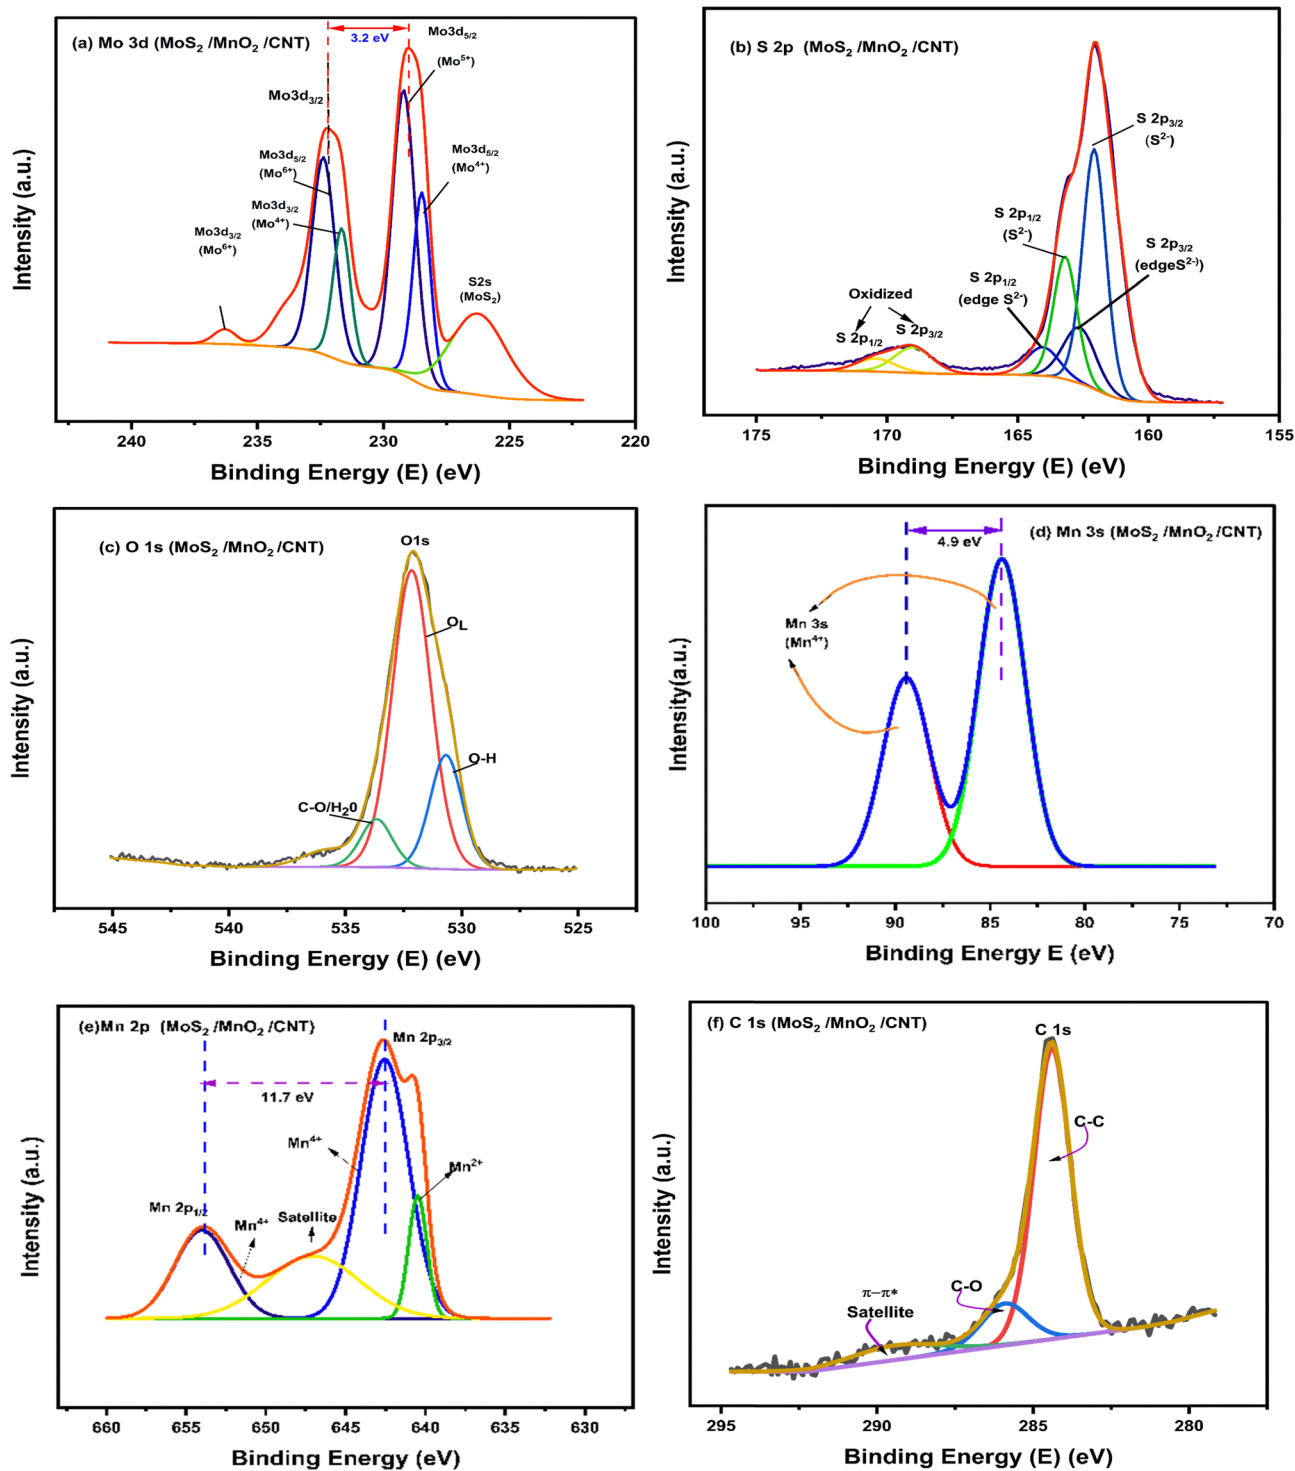 (a) Mo 3d (MoS2 /MnO2 /CNT)
3.2 eV
Mo3d5/2
(Mo5+)
Mo3d3/2
Mo3d5/2
(Mo6+)
Mo3d5/2
(Mo4+)
Mo3d3/2
(Mo4+)
Mo3d3/2
(Mo6+)
S2s
(MoS2)
Intensity (a.u.)
240 235 230 225 220
Binding Energy (E) (eV)
(b) S 2p (MoS2/MnO2/CNT)
S 2p3/2
(S2-)
S 2p1/2
(S2-)
S 2p3/2
(edgeS2-)
S 2p1/2
(edge S2-)
Oxidized
S 2p1/2
S 2p3/2
Intensity (a.u.)
175 170 165 160 155
Binding Energy (E) (eV)
(c) O 1s (MoS2 /MnO2/CNT)
O1s
OL
O-H
C-O/H20
Intensity (a.u.)
545 540 535 530 525
Binding Energy (E) (eV)
(d) Mn 3s (MoS2 /MnO2/CNT)
4.9 eV
Mn 3s
(Mn4+)
Intensity(a.u.)
100 95 90 85 80 75 70
Binding Energy E (eV)
(e)Mn 2p (MoS2 /MnO2 /CNT)
Mn 2p3/2
11.7 eV
Mn4+
Mn2+
Mn 2p1/2
Mn4+
Satellite
Intensity (a.u.)
660 655 650 645 640 635 630
Binding Energy (eV)
(f) C 1s (MoS2 /MnO2 /CNT)
C 1s
C-C
C-O
π–π*
Satellite
Intensity (a.u.)
295 290 285 280
Binding Energy (E) (eV)